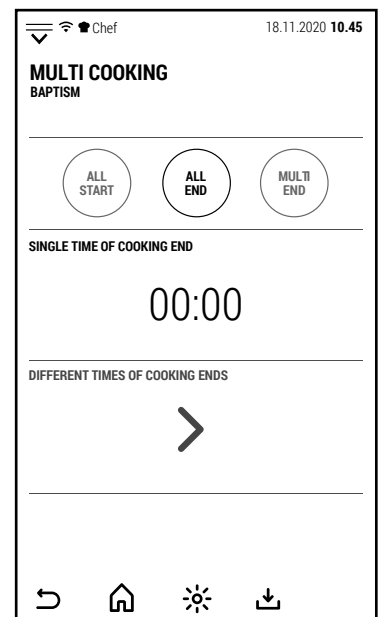 Chef 18.11.2020 10.45
MULTI COOKING
BAPTISM
ALL START
ALL END
MULTI END
SINGLE TIME OF COOKING END
00:00
DIFFERENT TIMES OF COOKING ENDS